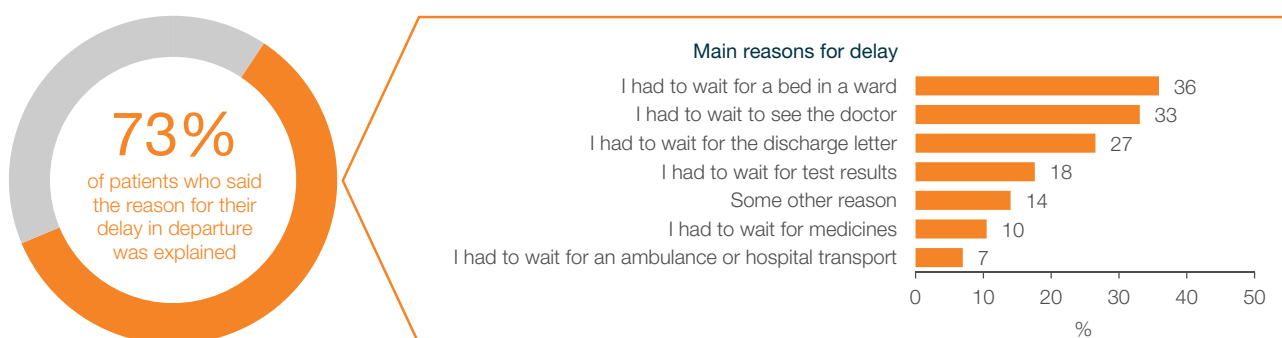 73%
of patients who said
the reason for their
delay in departure
was explained
Main reasons for delay
I had to wait for a bed in a ward 36
I had to wait to see the doctor 33
I had to wait for the discharge letter 27
I had to wait for test results 18
Some other reason 14
I had to wait for medicines 10
I had to wait for an ambulance or hospital transport 7
0 10 20 30 40 50
%